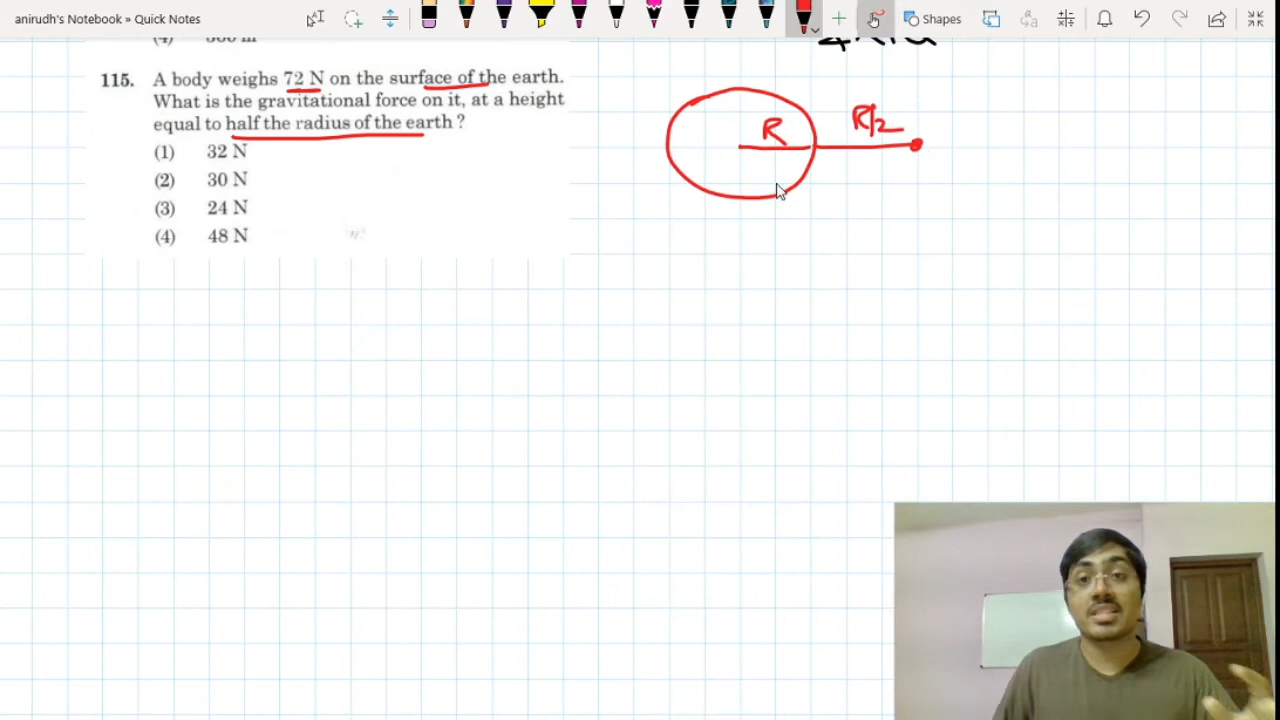 anirudh's Notebook » Quick Notes
Shapes
115. A body weighs 72 N on the surface of the earth.
What is the gravitational force on it, at a height
equal to half the radius of the earth ?
(1) 32 N
(2) 30 N
(3) 24 N
(4) 48 N
R
R/2